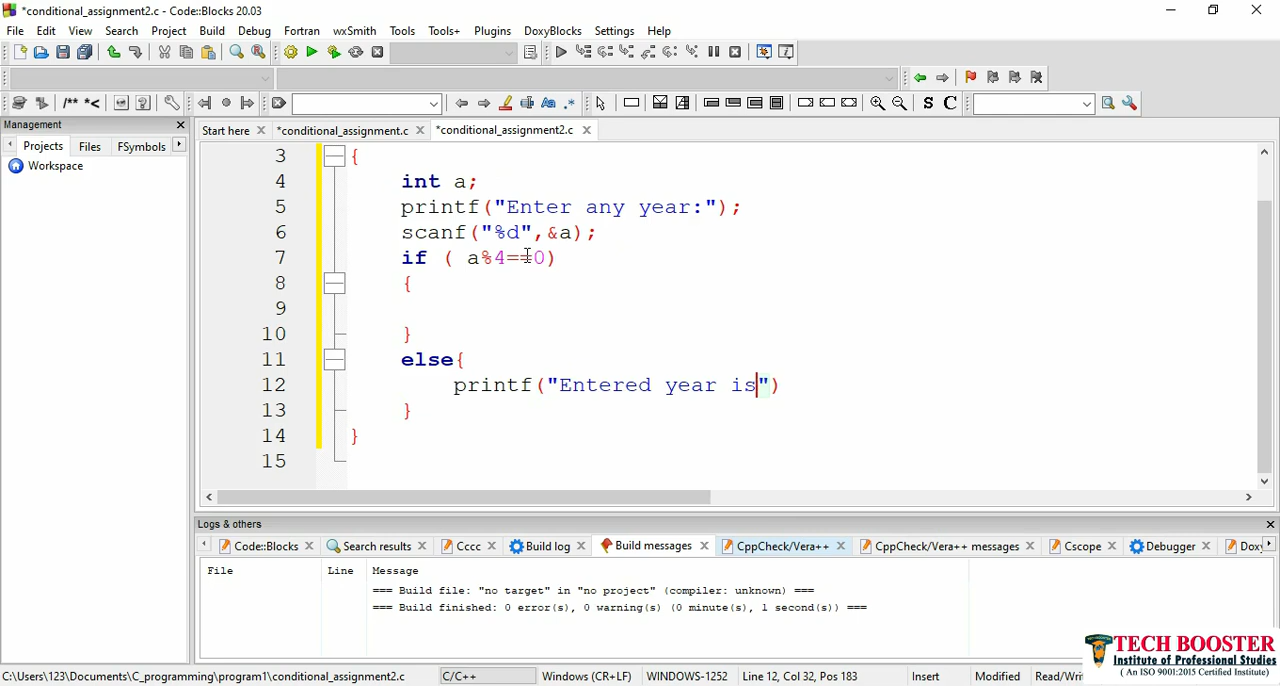 *conditional_assignment2.c - Code::Blocks 20.03
File Edit View Search Project Build Debug Fortran wxSmith Tools Tools+ Plugins DoxyBlocks Settings Help
/** *<
S C
Management
Projects Files FSymbols
Workspace
Start here *conditional_assignment.c *conditional_assignment2.c
3 {
4 int a;
5 printf("Enter any year:");
6 scanf("%d",&a);
7 if ( a%4==0)
8 {
9
10 }
11 else{
12 printf("Entered year is")
13 }
14 }
15
Logs & others
Code::Blocks Search results Cccc Build log Build messages CppCheck/Vera++ CppCheck/Vera++ messages Cscope Debugger Doxy
File Line Message
=== Build file: "no target" in "no project" (compiler: unknown) ===
=== Build finished: 0 error(s), 0 warning(s) (0 minute(s), 1 second(s)) ===
TECH BOOSTER
Institute of Professional Studies
( An ISO 9001:2015 Certified Institute)
C:\Users\123\Documents\C_programming\program1\conditional_assignment2.c C/C++ Windows (CR+LF) WINDOWS-1252 Line 12, Col 32, Pos 183 Insert Modified Read/Wri